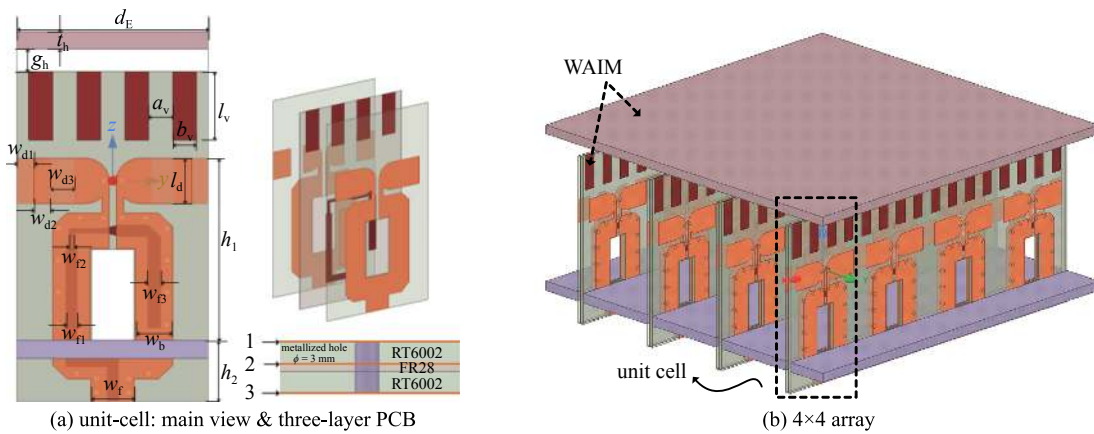 d_E
t_h
g_h
a_v
b_v
l_v
w_d1
w_d3
w_d2
z
y
l_d
h_1
w_f2
w_f3
w_f1
w_b
h_2
w_f
1
metallized hole
ϕ = 3 mm
RT6002
2
FR28
RT6002
3
(a) unit-cell: main view & three-layer PCB
WAIM
unit cell
(b) 4×4 array